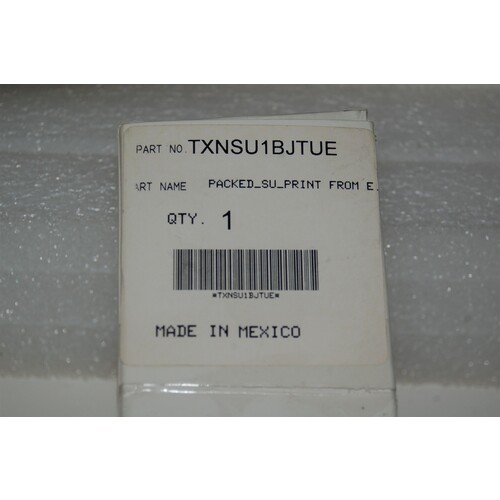 PART NO. TXNSU1BJTUE
ART NAME PACKED_SU_PRINT FROM E.
QTY. 1
*TXNSU1BJTUE*
MADE IN MEXICO